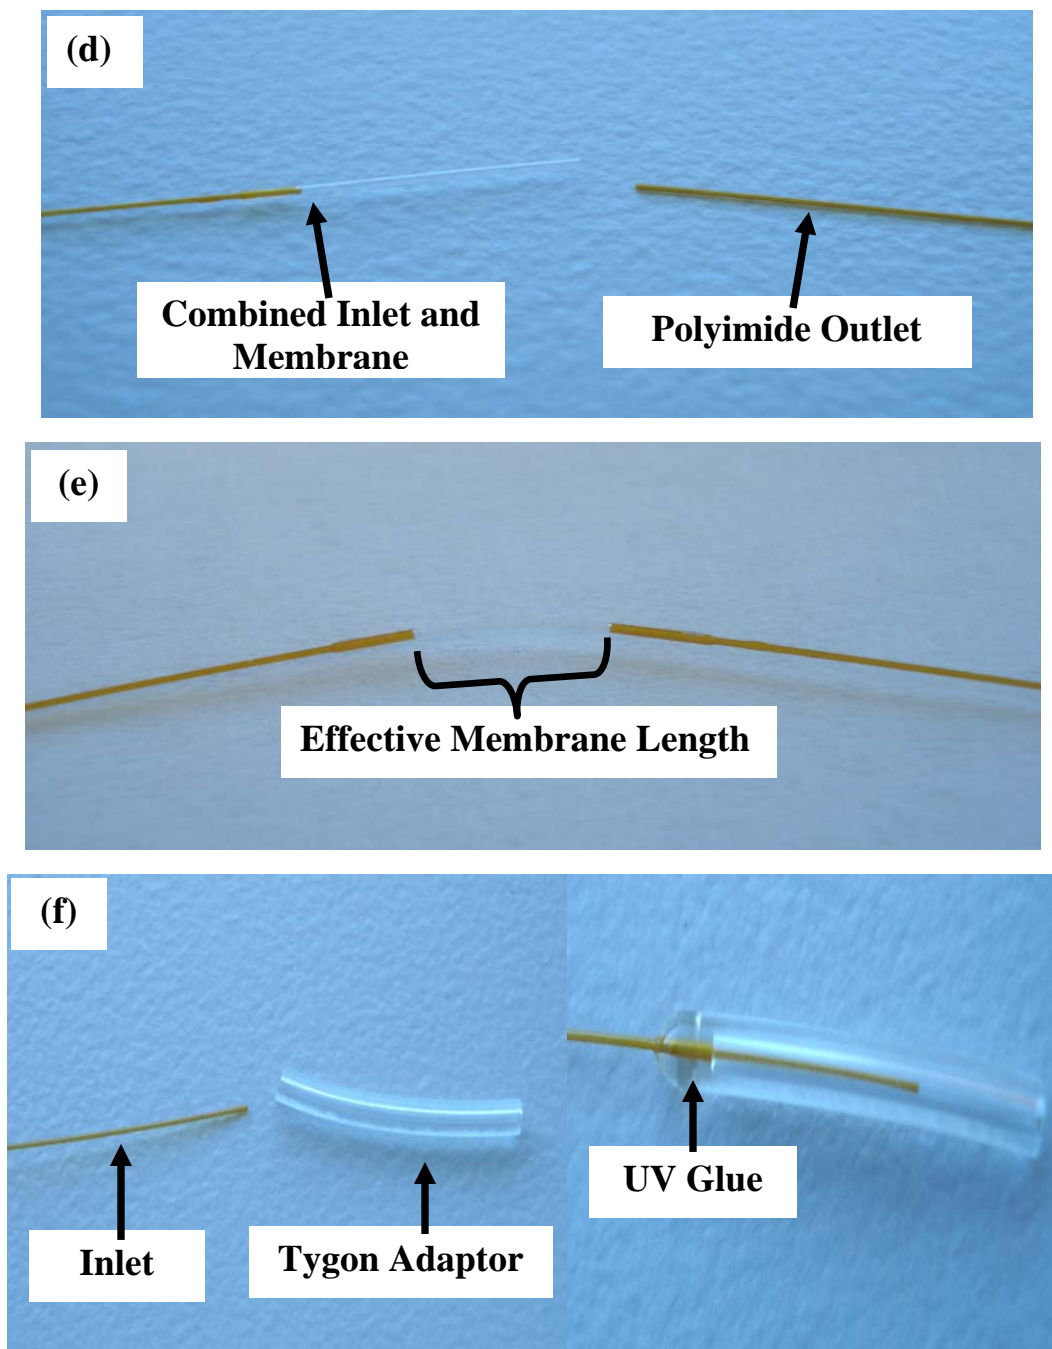 (d)
Combined Inlet and
Membrane
Polyimide Outlet
(e)
Effective Membrane Length
(f)
Inlet
Tygon Adaptor
UV Glue